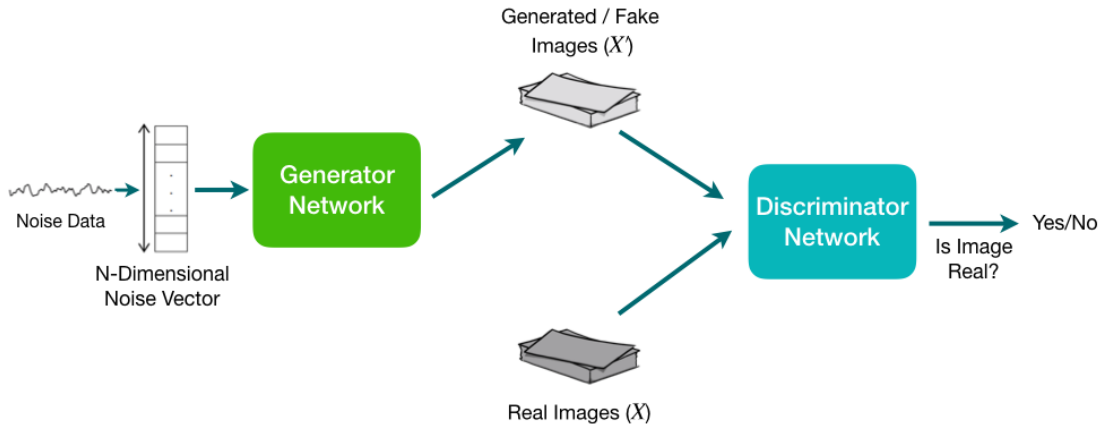 Noise Data
N-Dimensional
Noise Vector
Generator
Network
Generated / Fake
Images (X′)
Real Images (X)
Discriminator
Network
Is Image
Real?
Yes/No